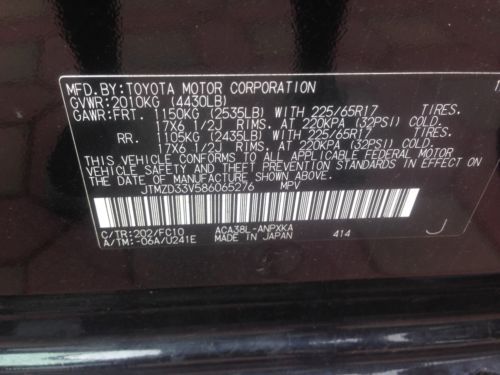 MFD.BY:TOYOTA MOTOR CORPORATION
GVWR:2010KG (4430LB)
GAWR:FRT. 1150KG (2535LB) WITH 225/65R17 TIRES.
17X6 1/2J RIMS, AT 220KPA (32PSI) COLD.
RR. 1105KG (2435LB) WITH 225/65R17 TIRES.
17X6 1/2J RIMS, AT 220KPA (32PSI) COLD.
THIS VEHICLE CONFORMS TO ALL APPLICABLE FEDERAL MOTOR
VEHICLE SAFETY AND THEFT PREVENTION STANDARDS IN EFFECT
ON THE DATE OF MANUFACTURE SHOWN ABOVE.
JTMZD33V586065276 MPV
C/TR:202/FC10 ACA38L-ANPXKA
A/TM:-06A/U241E MADE IN JAPAN 414 J